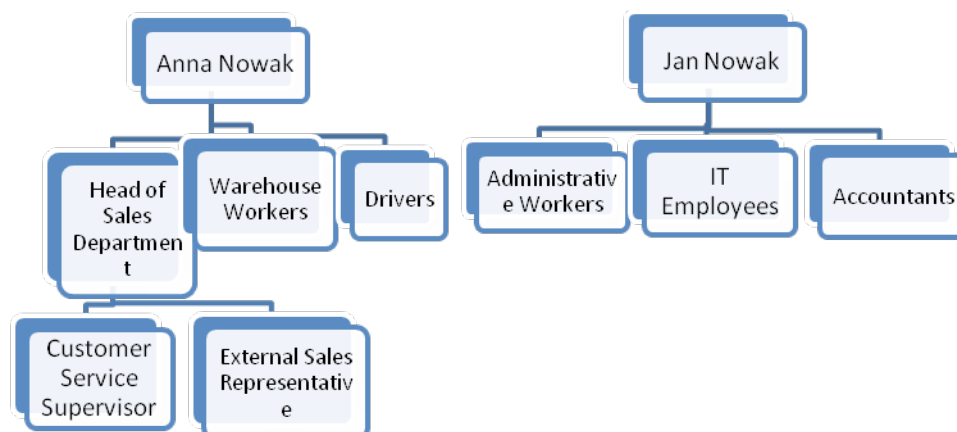 Anna Nowak
Jan Nowak
Head of
Sales
Departmen
t
Warehouse
Workers
Drivers
Administrativ
e Workers
IT
Employees
Accountants
Customer
Service
Supervisor
External Sales
Representativ
e